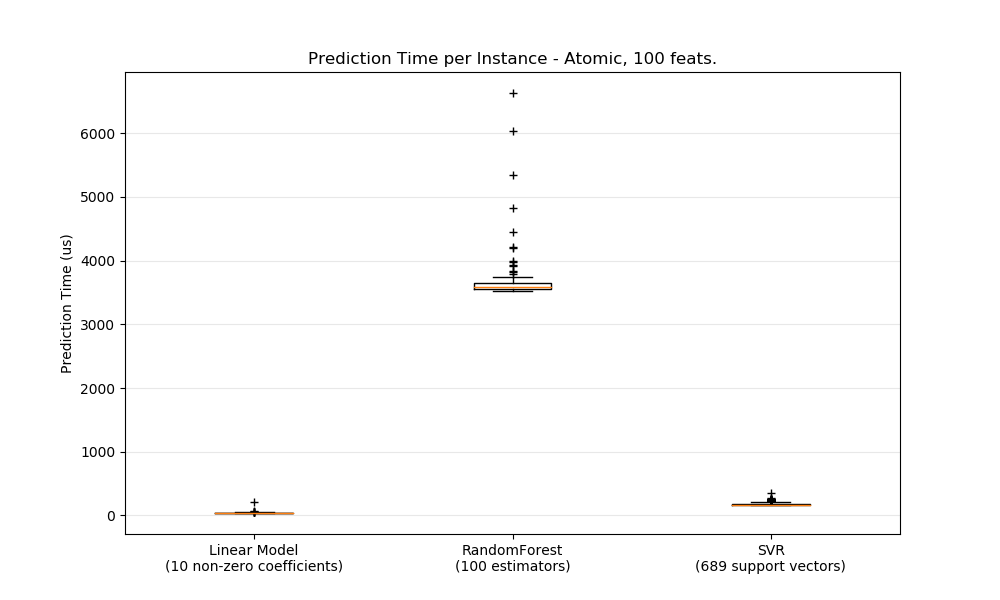 Prediction Time per Instance - Atomic, 100 feats.
Prediction Time (us)
6000
5000
4000
3000
2000
1000
0
Linear Model
(10 non-zero coefficients)
RandomForest
(100 estimators)
SVR
(689 support vectors)